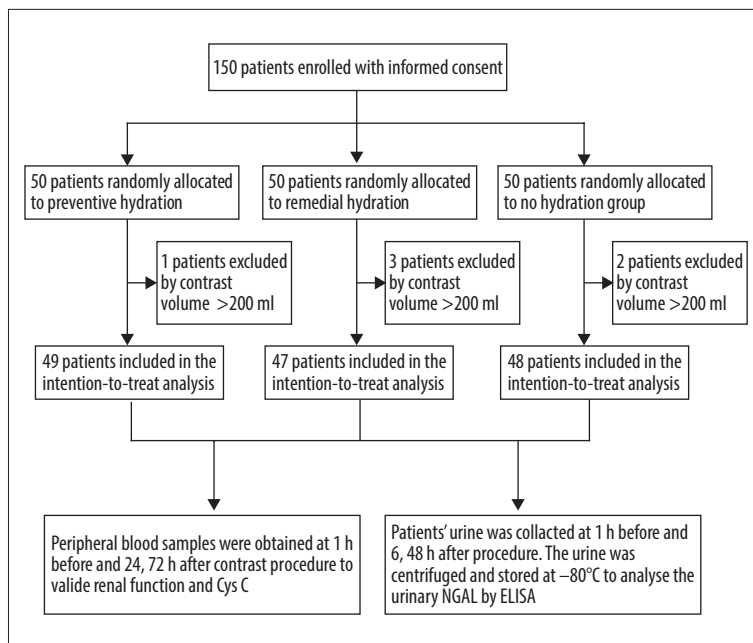 150 patients enrolled with informed consent
50 patients randomly allocated
to preventive hydration
50 patients randomly allocated
to remedial hydration
50 patients randomly allocated
to no hydration group
1 patients excluded
by contrast
volume >200 ml
3 patients excluded
by contrast
volume >200 ml
2 patients excluded
by contrast
volume >200 ml
49 patients included in the
intention-to-treat analysis
47 patients included in the
intention-to-treat analysis
48 patients included in the
intention-to-treat analysis
Peripheral blood samples were obtained at 1 h
before and 24, 72 h after contrast procedure to
valide renal function and Cys C
Patients' urine was collacted at 1 h before and
6, 48 h after procedure. The urine was
centrifuged and stored at –80°C to analyse the
urinary NGAL by ELISA